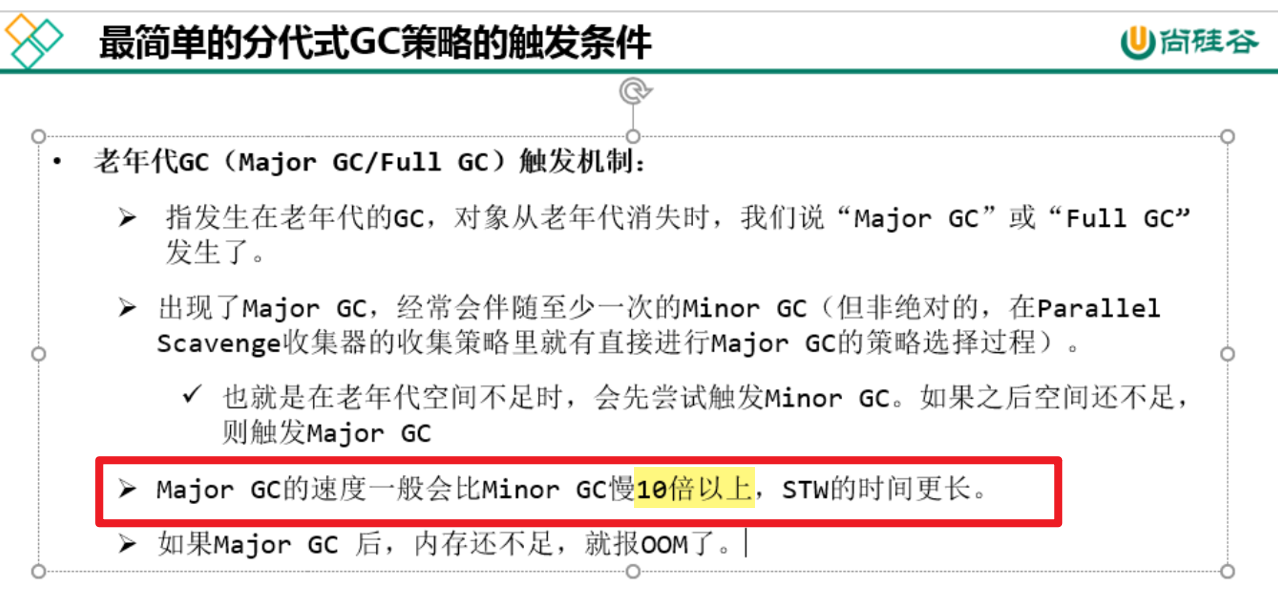 最简单的分代式GC策略的触发条件
尚硅谷
• 老年代GC（Major GC/Full GC）触发机制：
➤ 指发生在老年代的GC，对象从老年代消失时，我们说“Major GC”或“Full GC”
发生了。
➤ 出现了Major GC，经常会伴随至少一次的Minor GC（但非绝对的，在Parallel
Scavenge收集器的收集策略里就有直接进行Major GC的策略选择过程）。
✓ 也就是在老年代空间不足时，会先尝试触发Minor GC。如果之后空间还不足，
则触发Major GC
➤ Major GC的速度一般会比Minor GC慢10倍以上，STW的时间更长。
➤ 如果Major GC 后，内存还不足，就报OOM了。